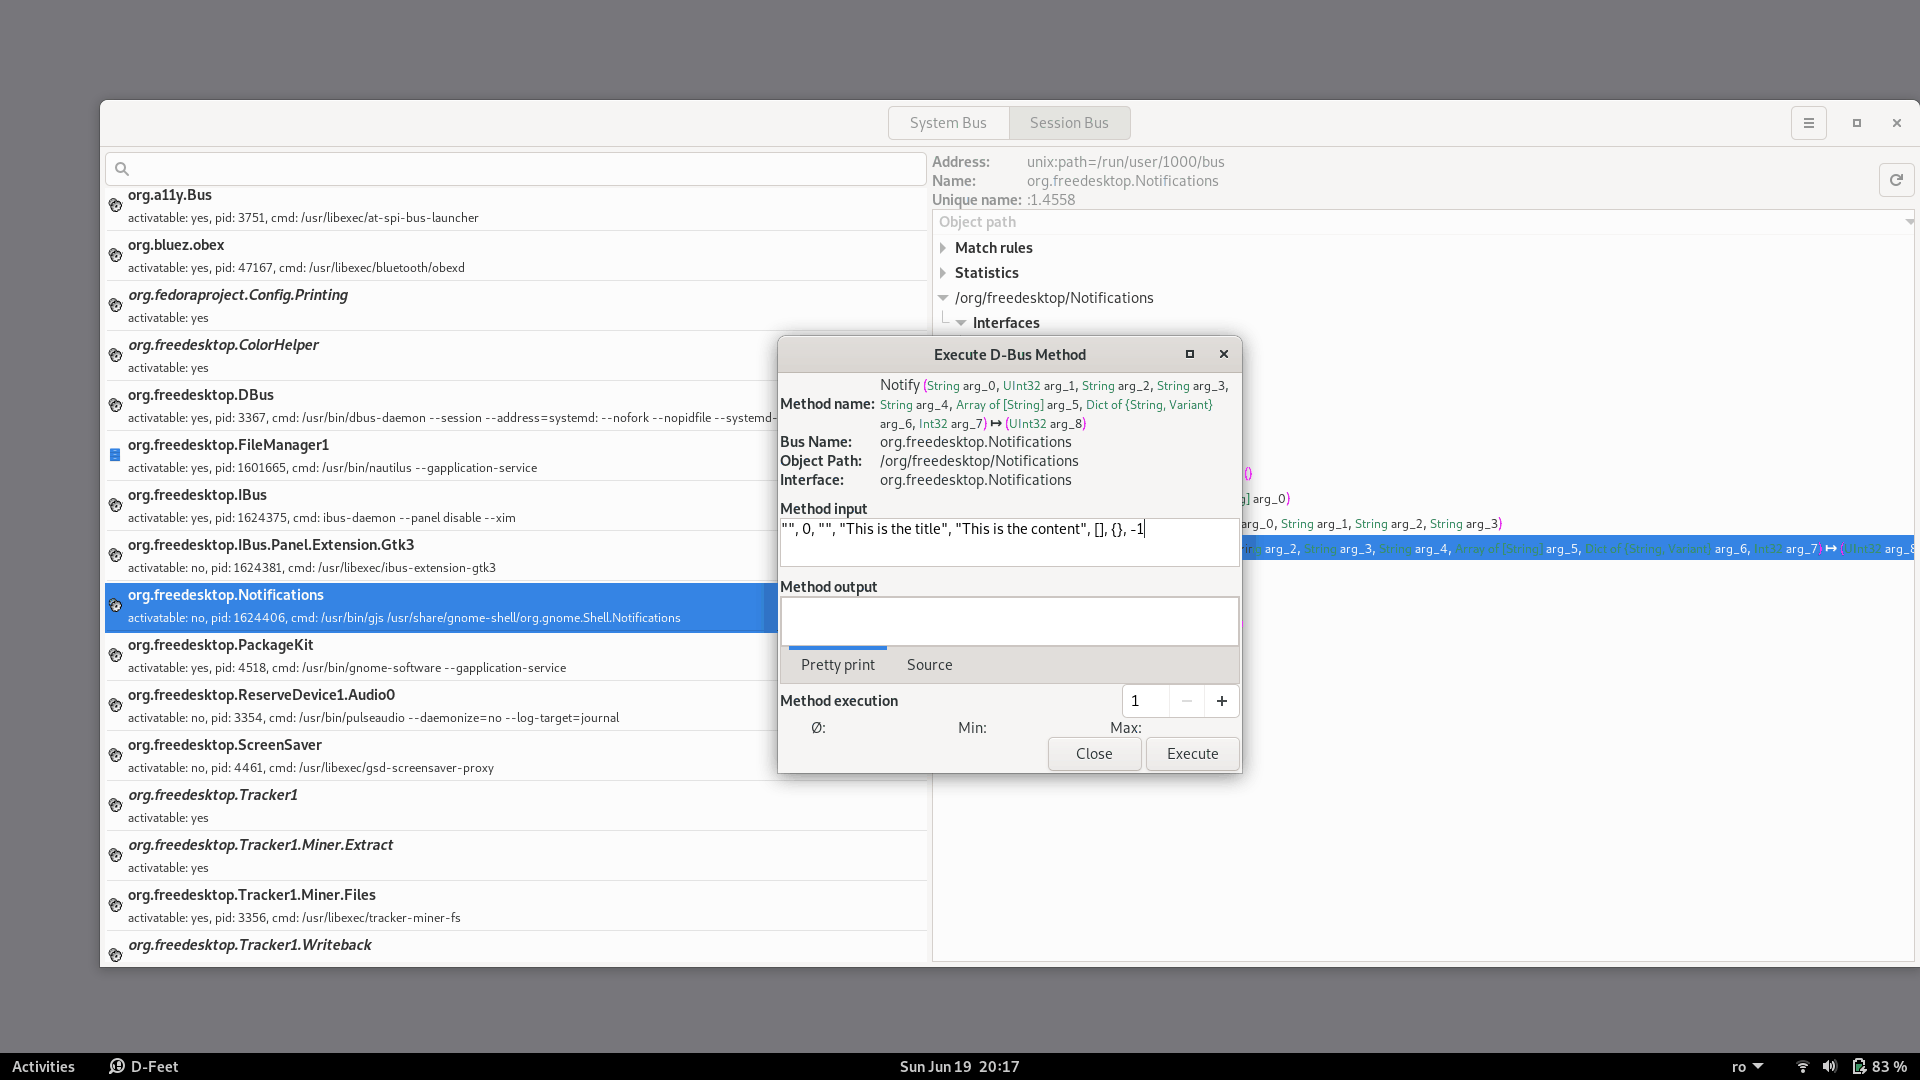 System Bus
Session Bus
Address: unix:path=/run/user/1000/bus
Name: org.freedesktop.Notifications
Unique name: :1.4558
Object path
Match rules
Statistics
/org/freedesktop/Notifications
Interfaces
()
] arg_0)
arg_0, String arg_1, String arg_2, String arg_3)
arg_2, String arg_3, String arg_4, Array of [String] arg_5, Dict of {String, Variant} arg_6, Int32 arg_7) ↦ (UInt32 arg_8
org.a11y.Bus
activatable: yes, pid: 3751, cmd: /usr/libexec/at-spi-bus-launcher
org.bluez.obex
activatable: yes, pid: 47167, cmd: /usr/libexec/bluetooth/obexd
org.fedoraproject.Config.Printing
activatable: yes
org.freedesktop.ColorHelper
activatable: yes
org.freedesktop.DBus
activatable: yes, pid: 3367, cmd: /usr/bin/dbus-daemon --session --address=systemd: --nofork --nopidfile --systemd-
org.freedesktop.FileManager1
activatable: yes, pid: 1601665, cmd: /usr/bin/nautilus --gapplication-service
org.freedesktop.IBus
activatable: yes, pid: 1624375, cmd: ibus-daemon --panel disable --xim
org.freedesktop.IBus.Panel.Extension.Gtk3
activatable: no, pid: 1624381, cmd: /usr/libexec/ibus-extension-gtk3
org.freedesktop.Notifications
activatable: no, pid: 1624406, cmd: /usr/bin/gjs /usr/share/gnome-shell/org.gnome.Shell.Notifications
org.freedesktop.PackageKit
activatable: yes, pid: 4518, cmd: /usr/bin/gnome-software --gapplication-service
org.freedesktop.ReserveDevice1.Audio0
activatable: no, pid: 3354, cmd: /usr/bin/pulseaudio --daemonize=no --log-target=journal
org.freedesktop.ScreenSaver
activatable: no, pid: 4461, cmd: /usr/libexec/gsd-screensaver-proxy
org.freedesktop.Tracker1
activatable: yes
org.freedesktop.Tracker1.Miner.Extract
activatable: yes
org.freedesktop.Tracker1.Miner.Files
activatable: yes, pid: 3356, cmd: /usr/libexec/tracker-miner-fs
org.freedesktop.Tracker1.Writeback
Execute D-Bus Method
Method name: Notify (String arg_0, UInt32 arg_1, String arg_2, String arg_3,
String arg_4, Array of [String] arg_5, Dict of {String, Variant}
arg_6, Int32 arg_7) ↦ (UInt32 arg_8)
Bus Name: org.freedesktop.Notifications
Object Path: /org/freedesktop/Notifications
Interface: org.freedesktop.Notifications
Method input
"", 0, "", "This is the title", "This is the content", [], {}, -1
Method output
Pretty print
Source
Method execution
1 − +
Ø: Min: Max:
Close
Execute
Activities
D-Feet
Sun Jun 19 20:17
ro
83 %